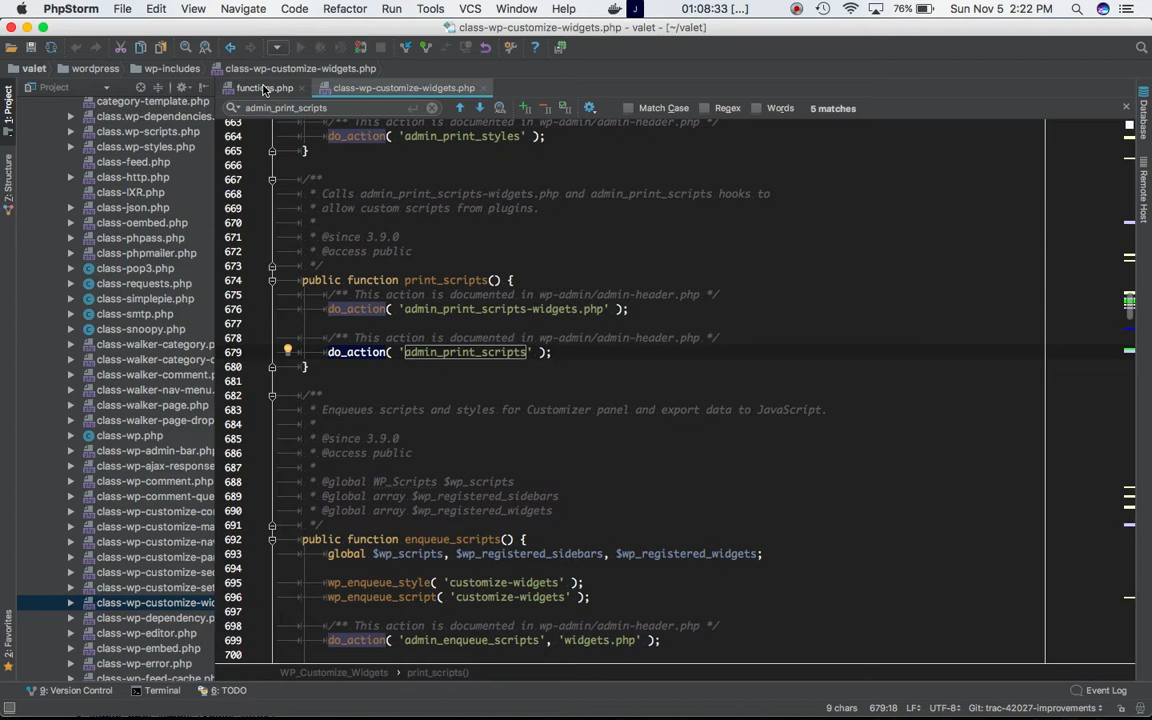 PhpStorm File Edit View Navigate Code Refactor Run Tools VCS Window Help J 01:08:33 [...] 76% Sun Nov 5 2:22 PM
class-wp-customize-widgets.php - valet - [~/valet]
valet wordpress wp-includes class-wp-customize-widgets.php
Project functions.php class-wp-customize-widgets.php
admin_print_scripts Match Case Regex Words 5 matches
category-template.php
class.wp-dependencies.
class.wp-scripts.php
class.wp-styles.php
class-feed.php
class-http.php
class-IXR.php
class-json.php
class-oembed.php
class-phpass.php
class-phpmailer.php
class-pop3.php
class-requests.php
class-simplepie.php
class-smtp.php
class-snoopy.php
class-walker-category.p
class-walker-category-d
class-walker-comment.php
class-walker-nav-menu.
class-walker-page.php
class-walker-page-drop
class-wp.php
class-wp-admin-bar.php
class-wp-ajax-response
class-wp-comment.php
class-wp-comment-que
class-wp-customize-co
class-wp-customize-ma
class-wp-customize-nav
class-wp-customize-pa
class-wp-customize-sec
class-wp-customize-set
class-wp-customize-wid
class-wp-dependency.p
class-wp-editor.php
class-wp-embed.php
class-wp-error.php
class-wp-feed-cache.php
663 /** This action is documented in wp-admin/admin-header.php */
664 do_action( 'admin_print_styles' );
665 }
666
667 /**
668 * Calls admin_print_scripts-widgets.php and admin_print_scripts hooks to
669 * allow custom scripts from plugins.
670 *
671 * @since 3.9.0
672 * @access public
673 */
674 public function print_scripts() {
675 /** This action is documented in wp-admin/admin-header.php */
676 do_action( 'admin_print_scripts-widgets.php' );
677
678 /** This action is documented in wp-admin/admin-header.php */
679 do_action( 'admin_print_scripts' );
680 }
681
682 /**
683 * Enqueues scripts and styles for Customizer panel and export data to JavaScript.
684 *
685 * @since 3.9.0
686 * @access public
687 *
688 * @global WP_Scripts $wp_scripts
689 * @global array $wp_registered_sidebars
690 * @global array $wp_registered_widgets
691 */
692 public function enqueue_scripts() {
693 global $wp_scripts, $wp_registered_sidebars, $wp_registered_widgets;
694
695 wp_enqueue_style( 'customize-widgets' );
696 wp_enqueue_script( 'customize-widgets' );
697
698 /** This action is documented in wp-admin/admin-header.php */
699 do_action( 'admin_enqueue_scripts', 'widgets.php' );
700
WP_Customize_Widgets print_scripts()
1: Project
Z: Structure
2: Favorites
Database
Remote Host
9: Version Control Terminal 6: TODO Event Log
9 chars 679:18 LF UTF-8 Git: trac-42027-improvements